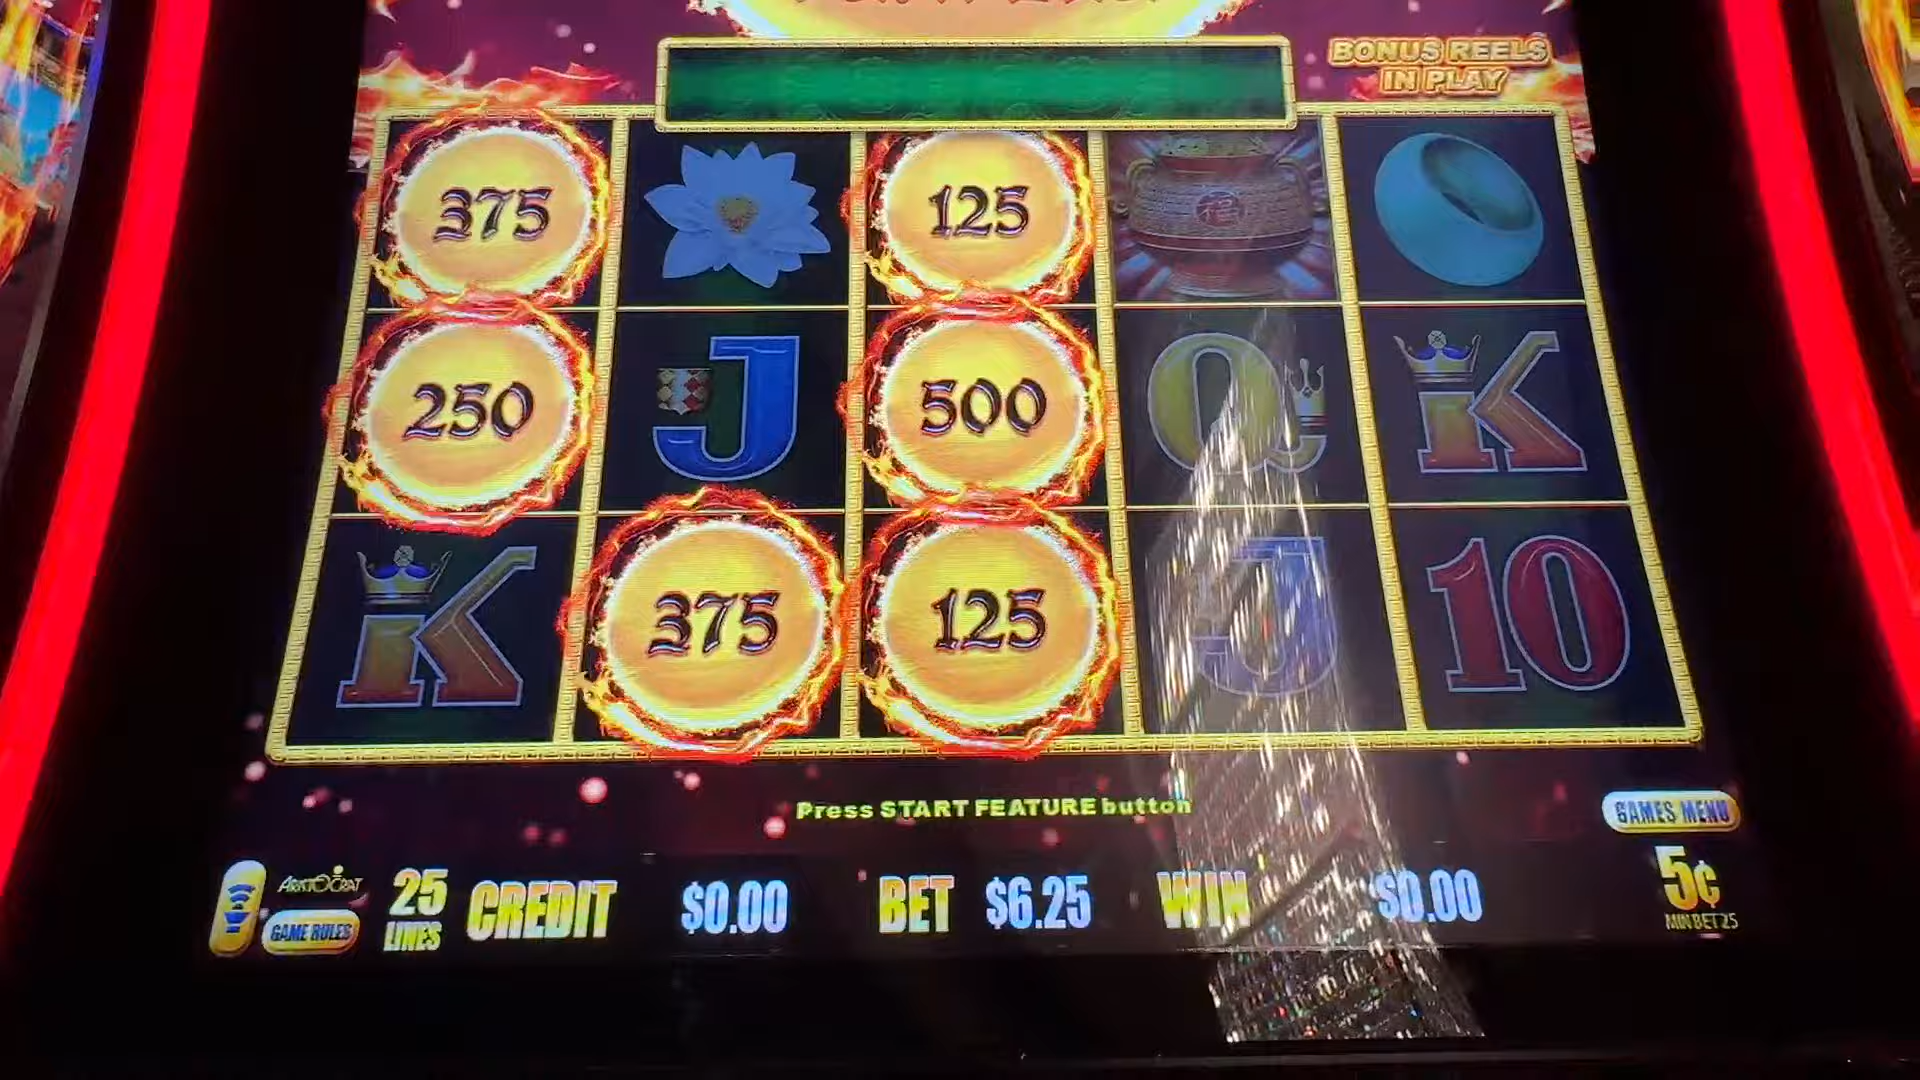 BONUS REELS
IN PLAY
375
125
福
250
J
500
Q
K
K
375
125
J
10
Press START FEATURE button
GAMES MENU
ARISTOCRAT
GAME RULES
25
LINES
CREDIT
$0.00
BET
$6.25
WIN
$0.00
5¢
MIN BET 25